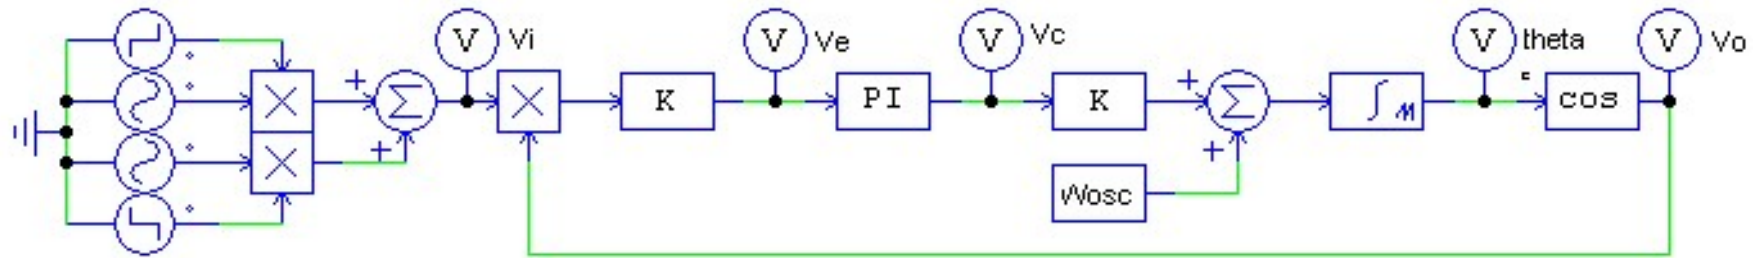 V Vi
V Ve
V Vc
V theta
V Vo
+ Σ
K
PI
K
+ Σ
∫ M
cos
+
+
Wosc